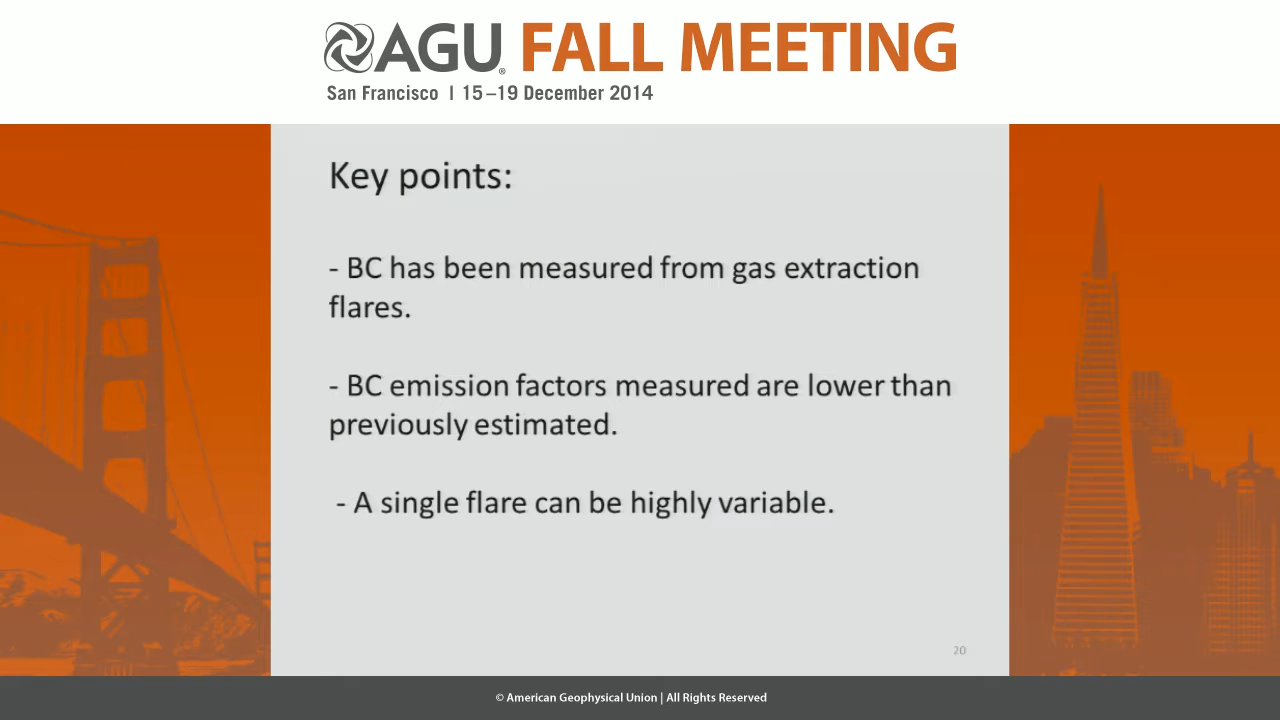 AGU® FALL MEETING
San Francisco | 15–19 December 2014
Key points:
- BC has been measured from gas extraction
flares.
- BC emission factors measured are lower than
previously estimated.
- A single flare can be highly variable.
20
© American Geophysical Union | All Rights Reserved